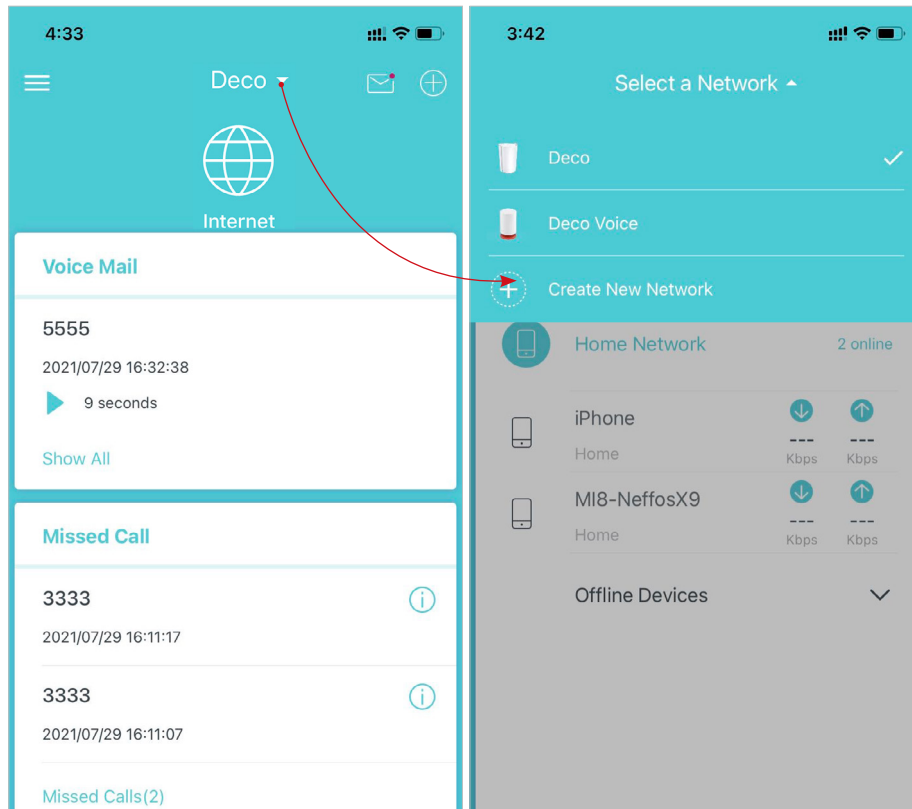 4:33
Deco
Internet
Voice Mail
5555
2021/07/29 16:32:38
9 seconds
Show All
Missed Call
3333
2021/07/29 16:11:17
3333
2021/07/29 16:11:07
Missed Calls(2)
3:42
Select a Network
Deco
Deco Voice
Create New Network
Home Network 2 online
iPhone
--- ---
Home Kbps Kbps
MI8-NeffosX9
--- ---
Home Kbps Kbps
Offline Devices